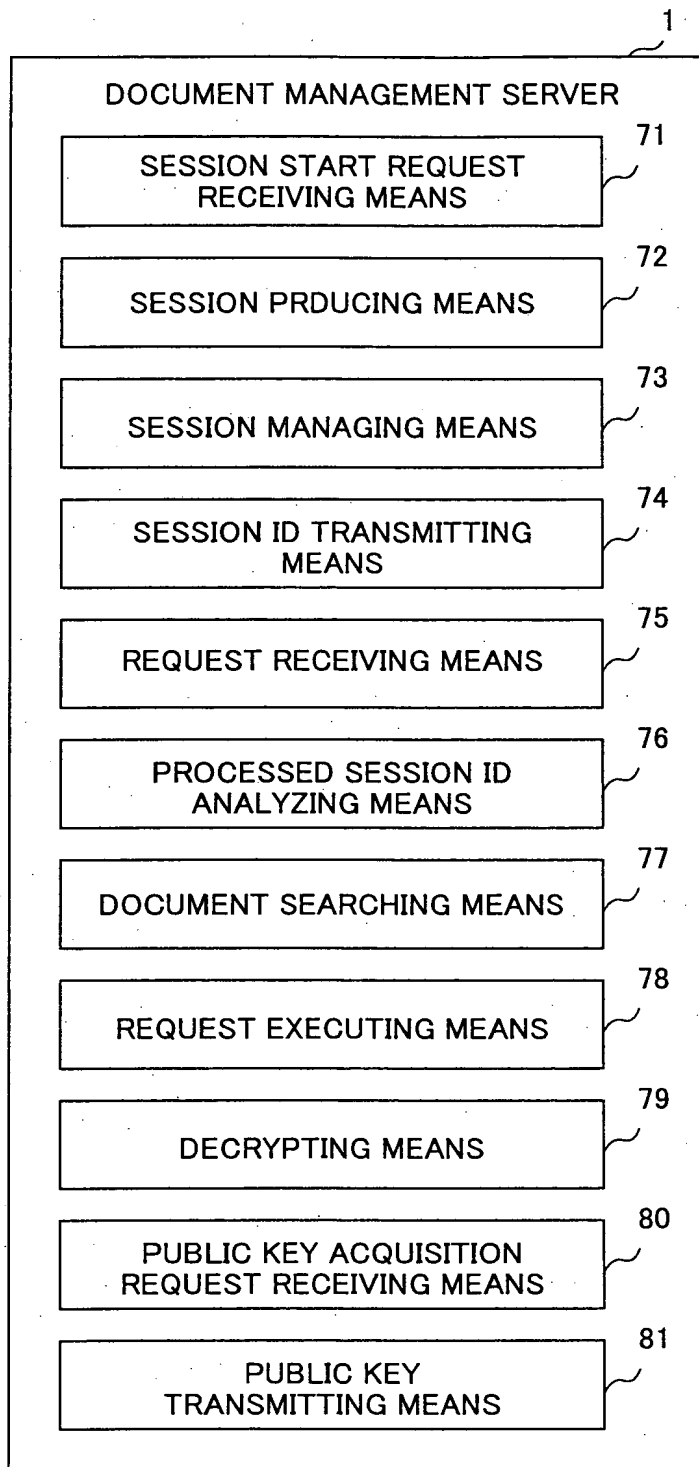 1
DOCUMENT MANAGEMENT SERVER
71
SESSION START REQUEST
RECEIVING MEANS
72
SESSION PRDUCING MEANS
73
SESSION MANAGING MEANS
74
SESSION ID TRANSMITTING
MEANS
75
REQUEST RECEIVING MEANS
76
PROCESSED SESSION ID
ANALYZING MEANS
77
DOCUMENT SEARCHING MEANS
78
REQUEST EXECUTING MEANS
79
DECRYPTING MEANS
80
PUBLIC KEY ACQUISITION
REQUEST RECEIVING MEANS
81
PUBLIC KEY
TRANSMITTING MEANS